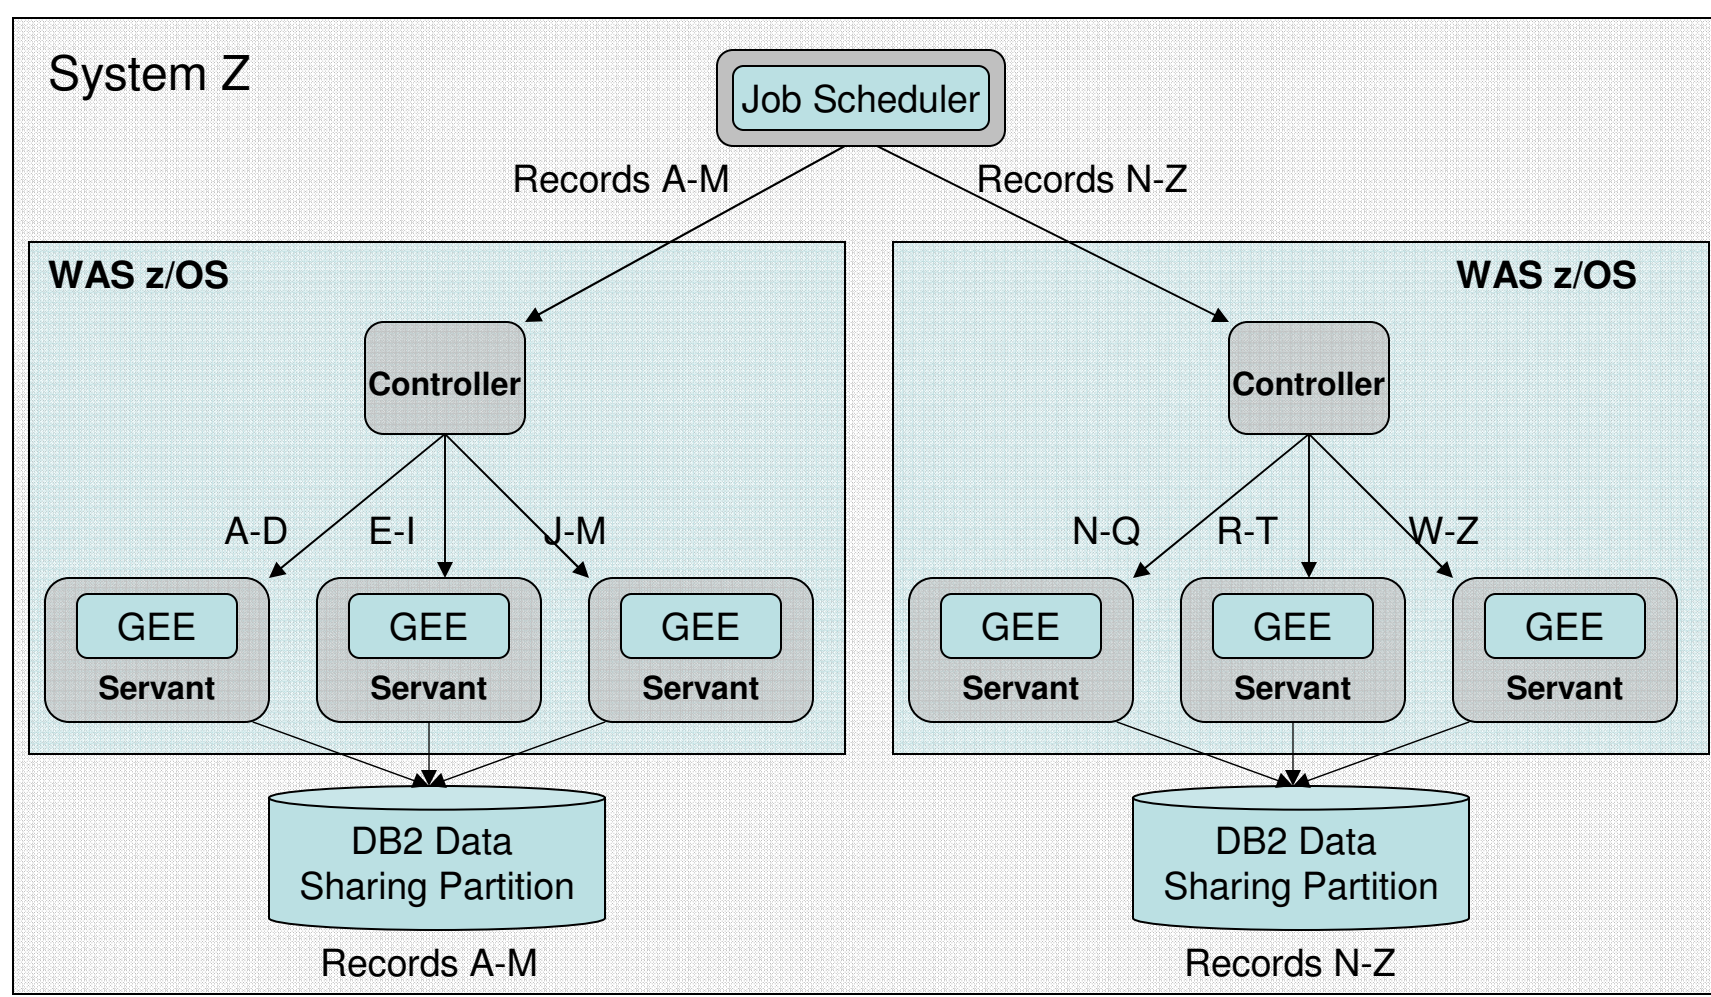 System Z
Job Scheduler
Records A-M
Records N-Z
WAS z/OS
WAS z/OS
Controller
Controller
A-D
E-I
J-M
N-Q
R-T
W-Z
GEE
GEE
GEE
GEE
GEE
GEE
Servant
Servant
Servant
Servant
Servant
Servant
DB2 Data
Sharing Partition
DB2 Data
Sharing Partition
Records A-M
Records N-Z